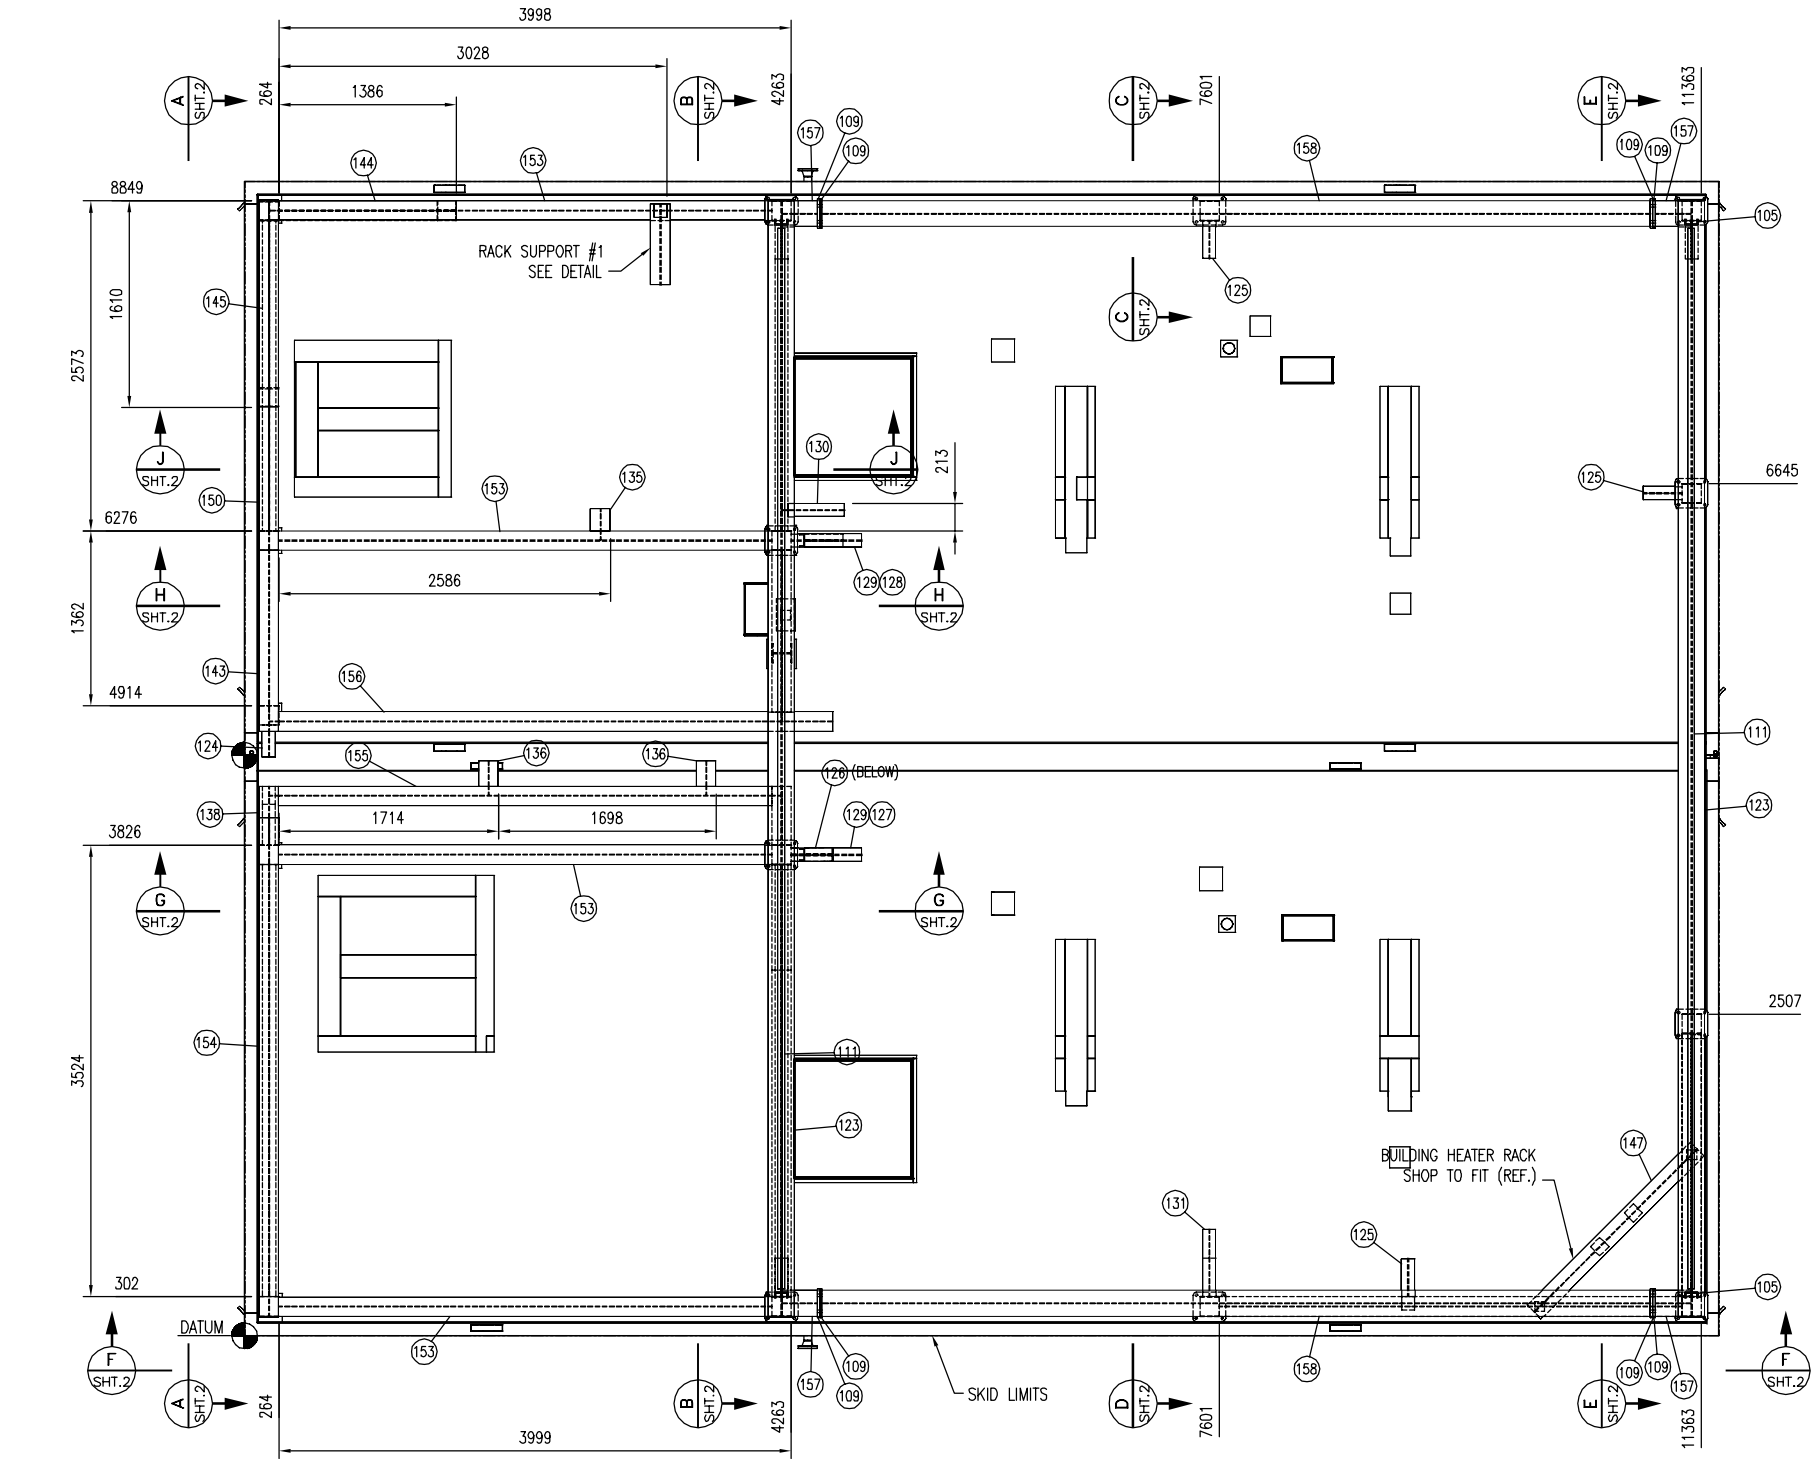 3998
3028
1386
A
SHT.2
264
B
SHT.2
4263
C
SHT.2
7601
E
SHT.2
11363
157
109
109
144
153
158
109
109
157
8849
105
RACK SUPPORT #1
SEE DETAIL
145
1610
125
C
SHT.2
2573
J
SHT.2
130
J
SHT.2
213
153
135
125
6645
150
6276
129
128
2586
H
SHT.2
H
SHT.2
1362
143
156
4914
124
155
136
136
126 (BELOW)
111
138
1714
1698
129
127
123
3826
G
SHT.2
153
G
SHT.2
2507
154
3524
111
123
BUILDING HEATER RACK
SHOP TO FIT (REF.)
147
131
125
302
105
DATUM
F
SHT.2
153
157
109
109
158
109
109
157
F
SHT.2
SKID LIMITS
A
SHT.2
264
B
SHT.2
4263
D
SHT.2
7601
E
SHT.2
11363
3999